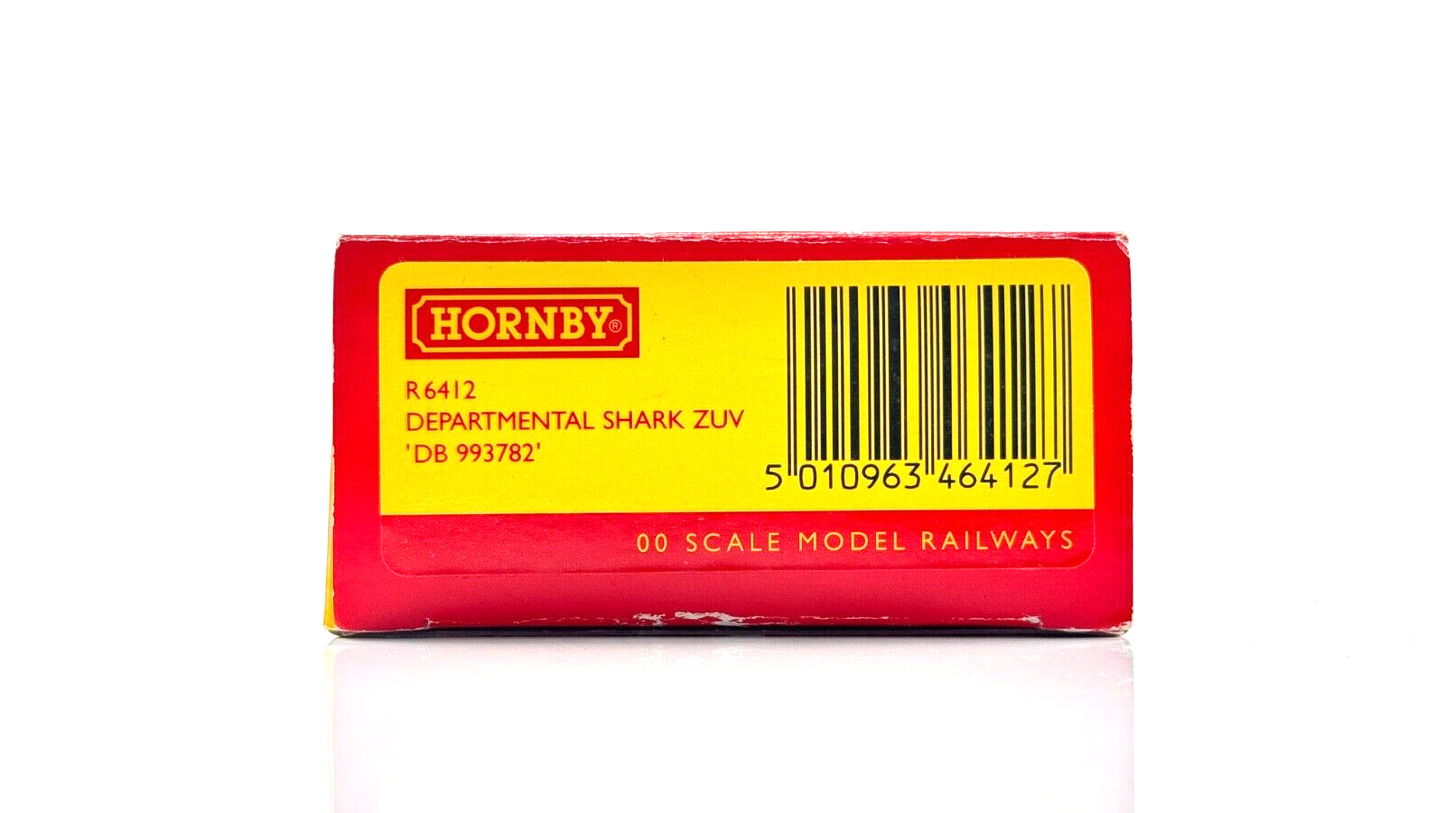 HORNBY®
R6412
DEPARTMENTAL SHARK ZUV
'DB 993782'
5 010963 464127
00 SCALE MODEL RAILWAYS